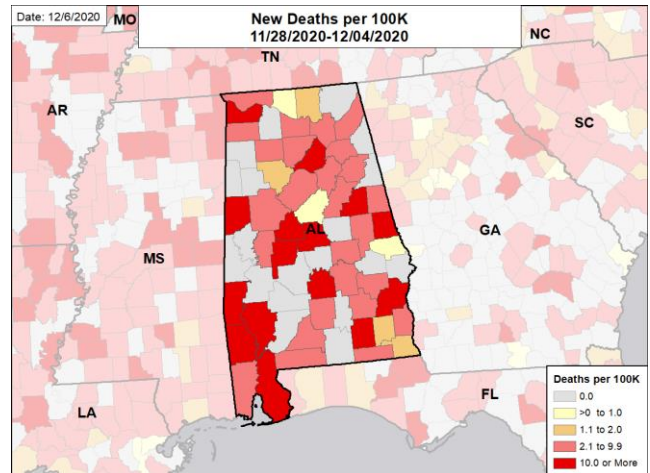 Date: 12/6/2020
New Deaths per 100K
11/28/2020-12/04/2020
MO
TN
NC
AR
SC
MS
AL
GA
LA
FL
Deaths per 100K
0.0
>0 to 1.0
1.1 to 2.0
2.1 to 9.9
10.0 or More